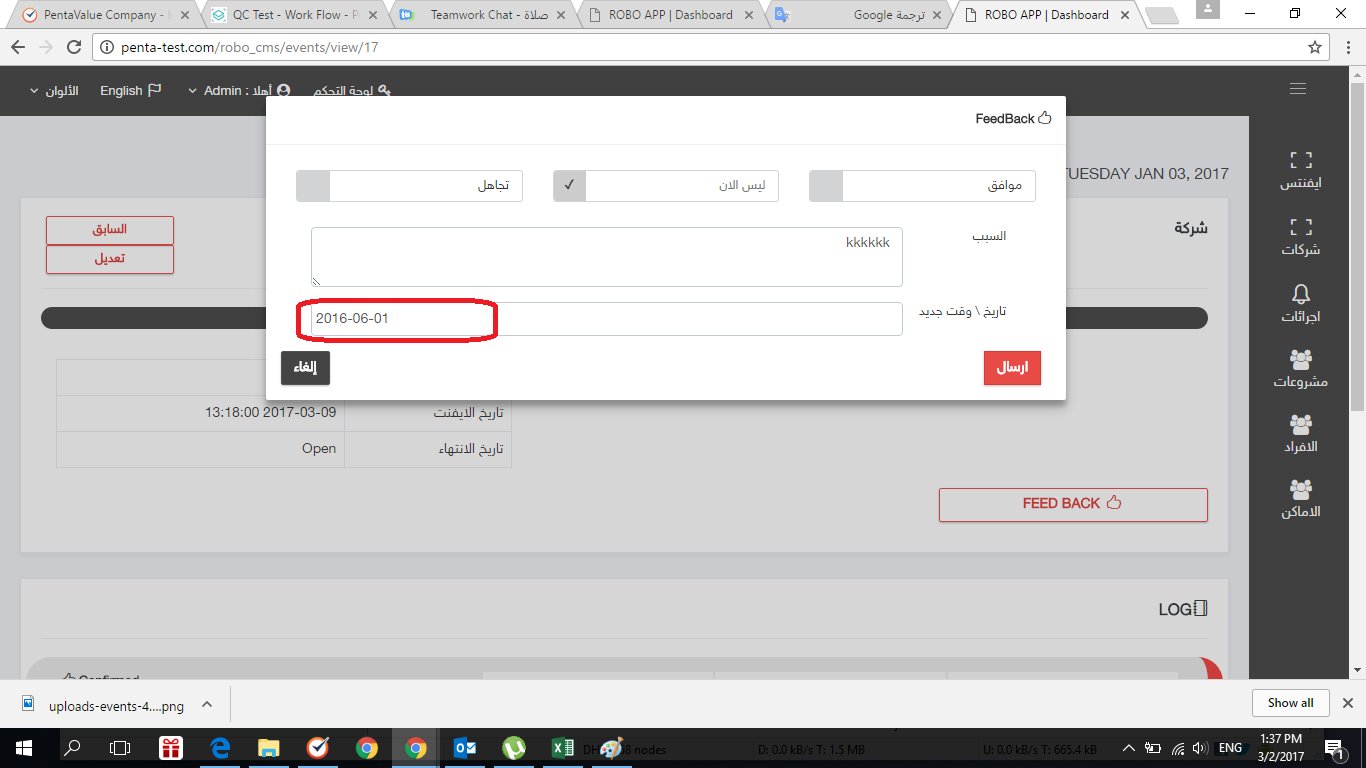 PentaValue Company -
QC Test - Work Flow - P
Teamwork Chat - صلاة
ROBO APP | Dashboard
ترجمة Google
ROBO APP | Dashboard
penta-test.com/robo_cms/events/view/17
لوحة التحكم
أهلا : Admin
English
الألوان
FeedBack
موافق
ليس الان
تجاهل
السبب
kkkkkk
تاريخ \ وقت جديد
2016-06-01
ارسال
إلغاء
TUESDAY JAN 03, 2017
شركة
السابق
تعديل
تاريخ الايفنت
13:18:00 2017-03-09
تاريخ الانتهاء
Open
FEED BACK
LOG
Confirmed
ايفنتس
شركات
اجرائات
مشروعات
الافراد
الاماكن
uploads-events-4....png
Show all
nodes
D: 0.0 kB/s T: 1.5 MB
U: 0.0 kB/s T: 665.4 kB
ENG
1:37 PM
3/2/2017
1